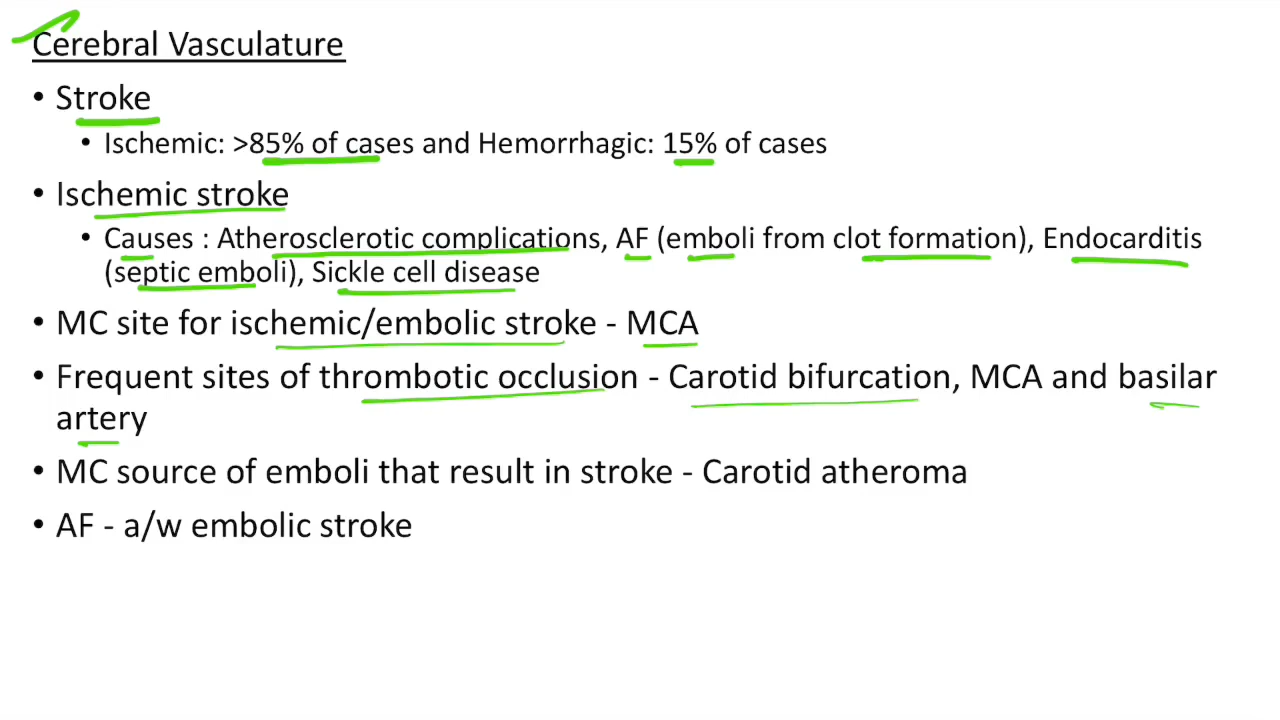 Cerebral Vasculature
• Stroke
• Ischemic: >85% of cases and Hemorrhagic: 15% of cases
• Ischemic stroke
• Causes : Atherosclerotic complications, AF (emboli from clot formation), Endocarditis
(septic emboli), Sickle cell disease
• MC site for ischemic/embolic stroke - MCA
• Frequent sites of thrombotic occlusion - Carotid bifurcation, MCA and basilar
artery
• MC source of emboli that result in stroke - Carotid atheroma
• AF - a/w embolic stroke